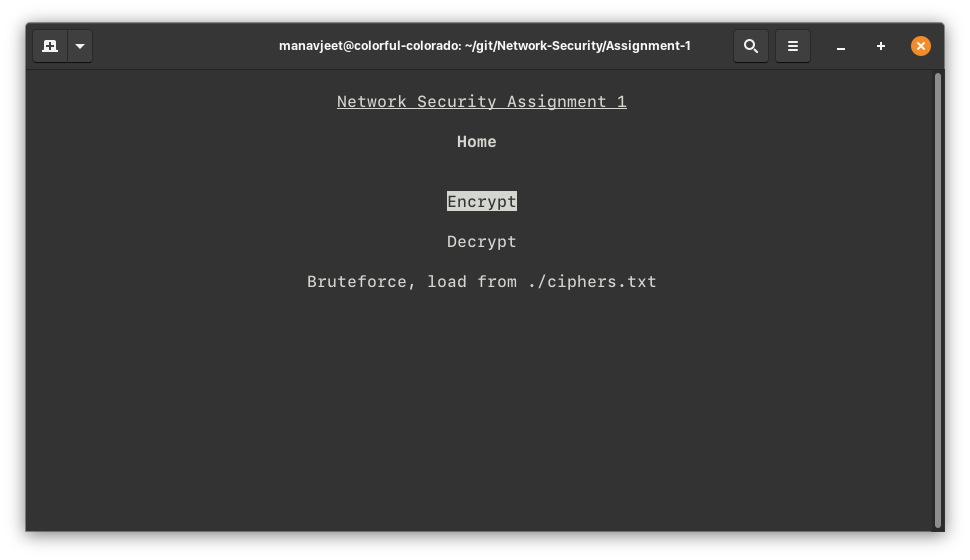 manavjeet@colorful-colorado: ~/git/Network-Security/Assignment-1
Network Security Assignment 1
Home
Encrypt
Decrypt
Bruteforce, load from ./ciphers.txt